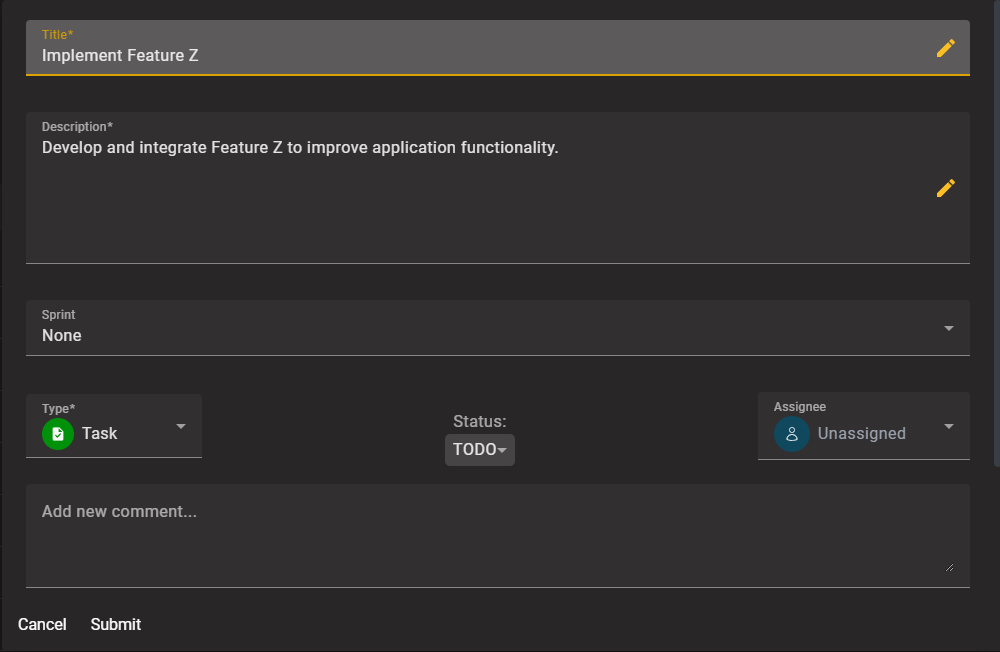 Title*
Implement Feature Z
Description*
Develop and integrate Feature Z to improve application functionality.
Sprint
None
Type*
Task
Status:
TODO
Assignee
Unassigned
Add new comment...
Cancel
Submit